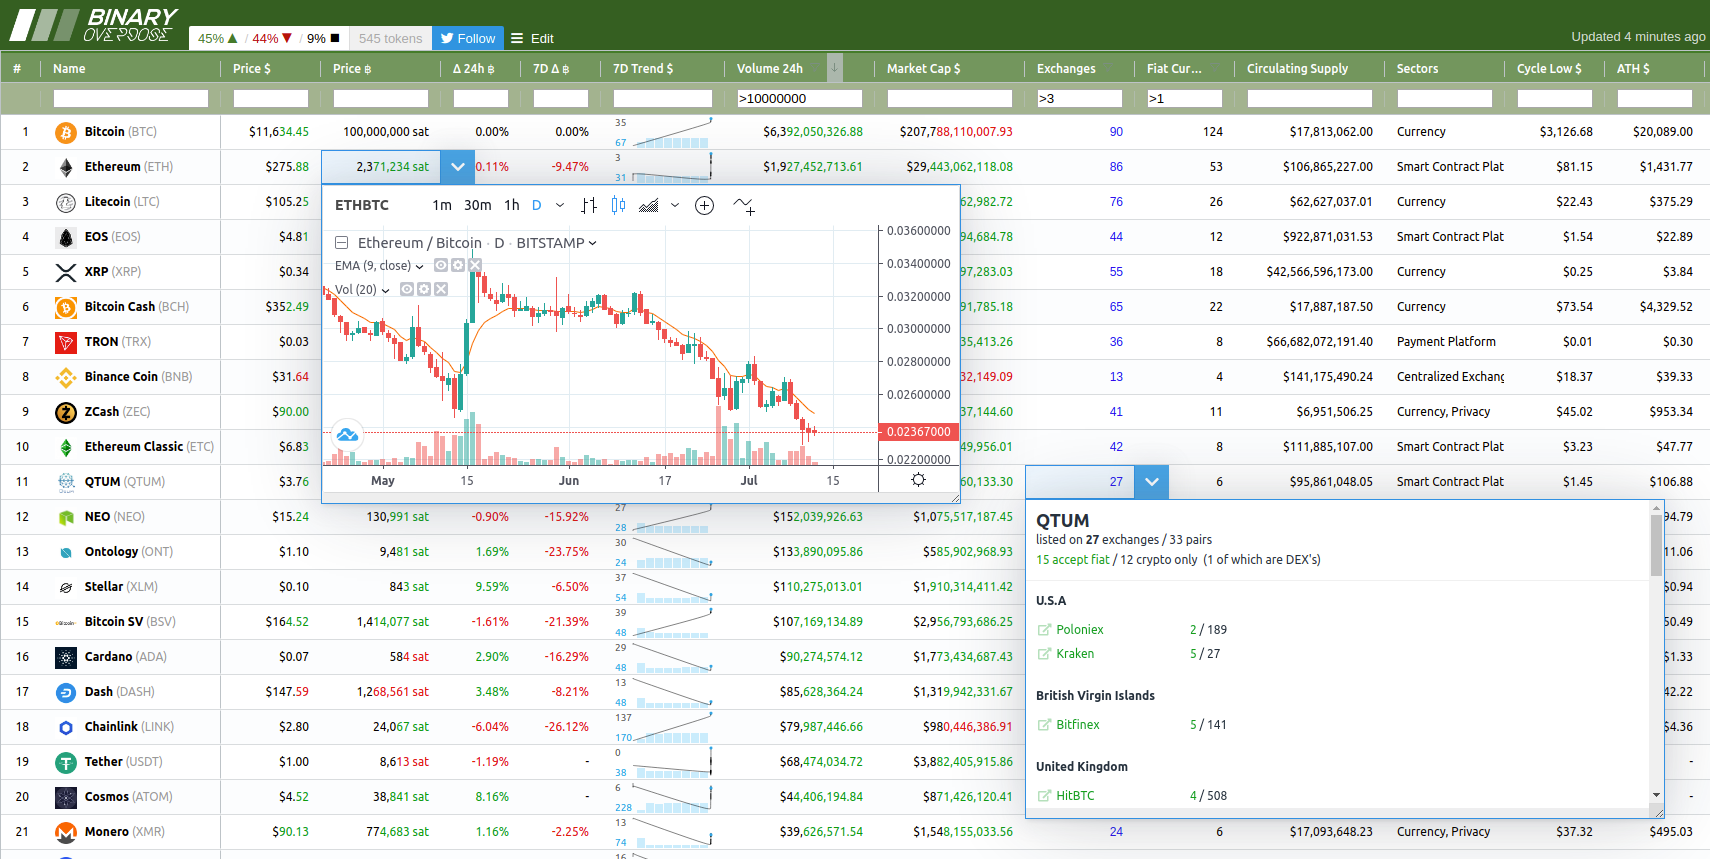 BINARY
OVERDOSE
45% ▲ / 44% ▼ / 9% ■ 545 tokens Follow Edn
Updated 4 minutes ago
# Name Price $ Price ฿ Δ 24h ฿ 7D Δ ฿ 7D Trend $ Volume 24h ↓ Market Cap $ Exchanges Fiat Cur... Circulating Supply Sectors Cycle Low $ ATH $
>10000000 >3 >1
1 Bitcoin (BTC) $11,634.45 100,000,000 sat 0.00% 0.00% 35 67 $6,392,050,326.88 $207,788,110,007.93 90 124 $17,813,062.00 Currency $3,126.68 $20,089.00
2 Ethereum (ETH) $275.88 2,371,234 sat 0.11% -9.47% 3 31 $1,927,452,713.61 $29,443,062,118.08 86 53 $106,865,227.00 Smart Contract Plat $81.15 $1,431.77
3 Litecoin (LTC) $105.25 62,982.72 76 26 $62,627,037.01 Currency $22.43 $375.29
4 EOS (EOS) $4.81 94,684.78 44 12 $922,871,031.53 Smart Contract Plat $1.54 $22.89
5 XRP (XRP) $0.34 97,283.03 55 18 $42,566,596,173.00 Currency $0.25 $3.84
6 Bitcoin Cash (BCH) $352.49 91,785.18 65 22 $17,887,187.50 Currency $73.54 $4,329.52
7 TRON (TRX) $0.03 35,413.26 36 8 $66,682,072,191.40 Payment Platform $0.01 $0.30
8 Binance Coin (BNB) $31.64 32,149.09 13 4 $141,175,490.24 Centralized Exchang $18.37 $39.33
9 ZCash (ZEC) $90.00 37,144.60 41 11 $6,951,506.25 Currency, Privacy $45.02 $953.34
10 Ethereum Classic (ETC) $6.83 49,956.01 42 8 $111,885,107.00 Smart Contract Plat $3.23 $47.77
11 QTUM (QTUM) $3.76 60,133.30 27 6 $95,861,048.05 Smart Contract Plat $1.45 $106.88
12 NEO (NEO) $15.24 130,991 sat -0.90% -15.92% 27 28 $152,039,926.63 $1,075,517,187.45 94.79
13 Ontology (ONT) $1.10 9,481 sat 1.69% -23.75% 30 24 $133,890,095.86 $585,902,968.93 11.06
14 Stellar (XLM) $0.10 843 sat 9.59% -6.50% 37 54 $110,275,013.01 $1,910,314,411.42 $0.94
15 Bitcoin SV (BSV) $164.52 1,414,077 sat -1.61% -21.39% 39 48 $107,169,134.89 $2,956,793,686.25 50.49
16 Cardano (ADA) $0.07 584 sat 2.90% -16.29% 29 48 $90,274,574.12 $1,773,434,687.43 $1.33
17 Dash (DASH) $147.59 1,268,561 sat 3.48% -8.21% 13 48 $85,628,364.24 $1,319,942,331.67 42.22
18 Chainlink (LINK) $2.80 24,067 sat -6.04% -26.12% 137 170 $79,987,446.66 $980,446,386.91 $4.36
19 Tether (USDT) $1.00 8,613 sat -1.19% - 0 38 $68,474,034.72 $3,882,405,915.86 -
20 Cosmos (ATOM) $4.52 38,841 sat 8.16% - 6 228 $44,406,194.84 $871,426,120.41 -
21 Monero (XMR) $90.13 774,683 sat 1.16% -2.25% 13 74 $39,626,571.54 $1,548,155,033.56 24 6 $17,093,648.23 Currency, Privacy $37.32 $495.03
16
ETHBTC 1m 30m 1h D
Ethereum / Bitcoin · D · BITSTAMP
EMA (9, close)
Vol (20)
0.03600000
0.03400000
0.03200000
0.03000000
0.02800000
0.02600000
0.02400000
0.02367000
0.02200000
May 15 Jun 17 Jul 15
QTUM
listed on 27 exchanges / 33 pairs
15 accept fiat / 12 crypto only (1 of which are DEX's)
U.S.A
Poloniex 2 / 189
Kraken 5 / 27
British Virgin Islands
Bitfinex 5 / 141
United Kingdom
HitBTC 4 / 508